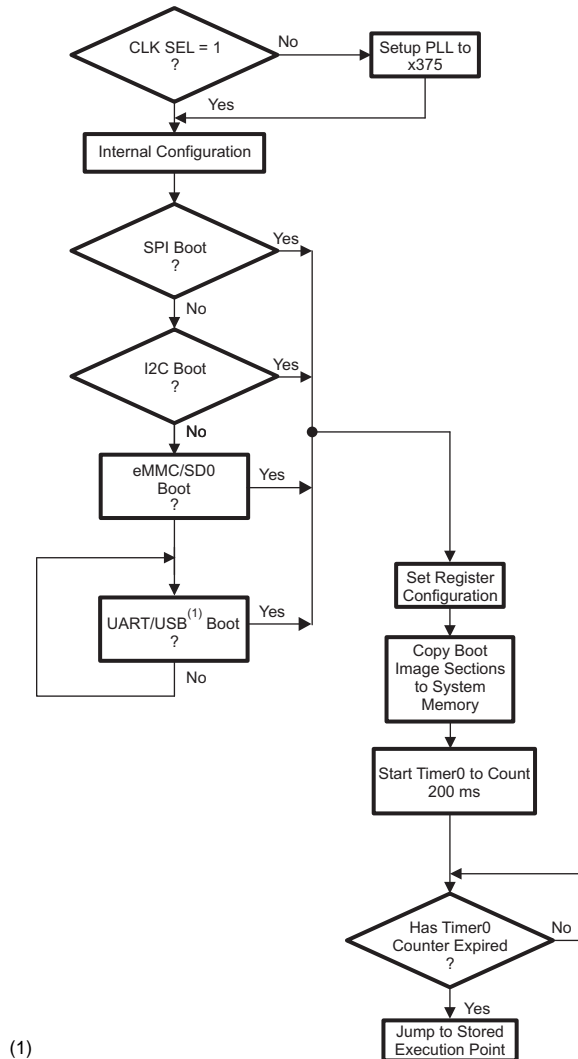 CLK SEL = 1
?
No
Setup PLL to
x375
Yes
Internal Configuration
SPI Boot
?
Yes
No
I2C Boot
?
Yes
No
eMMC/SD0
Boot
?
Yes
UART/USB(1) Boot
?
Yes
No
Set Register
Configuration
Copy Boot
Image Sections
to System
Memory
Start Timer0 to Count
200 ms
Has Timer0
Counter Expired
?
No
Yes
Jump to Stored
Execution Point
(1)